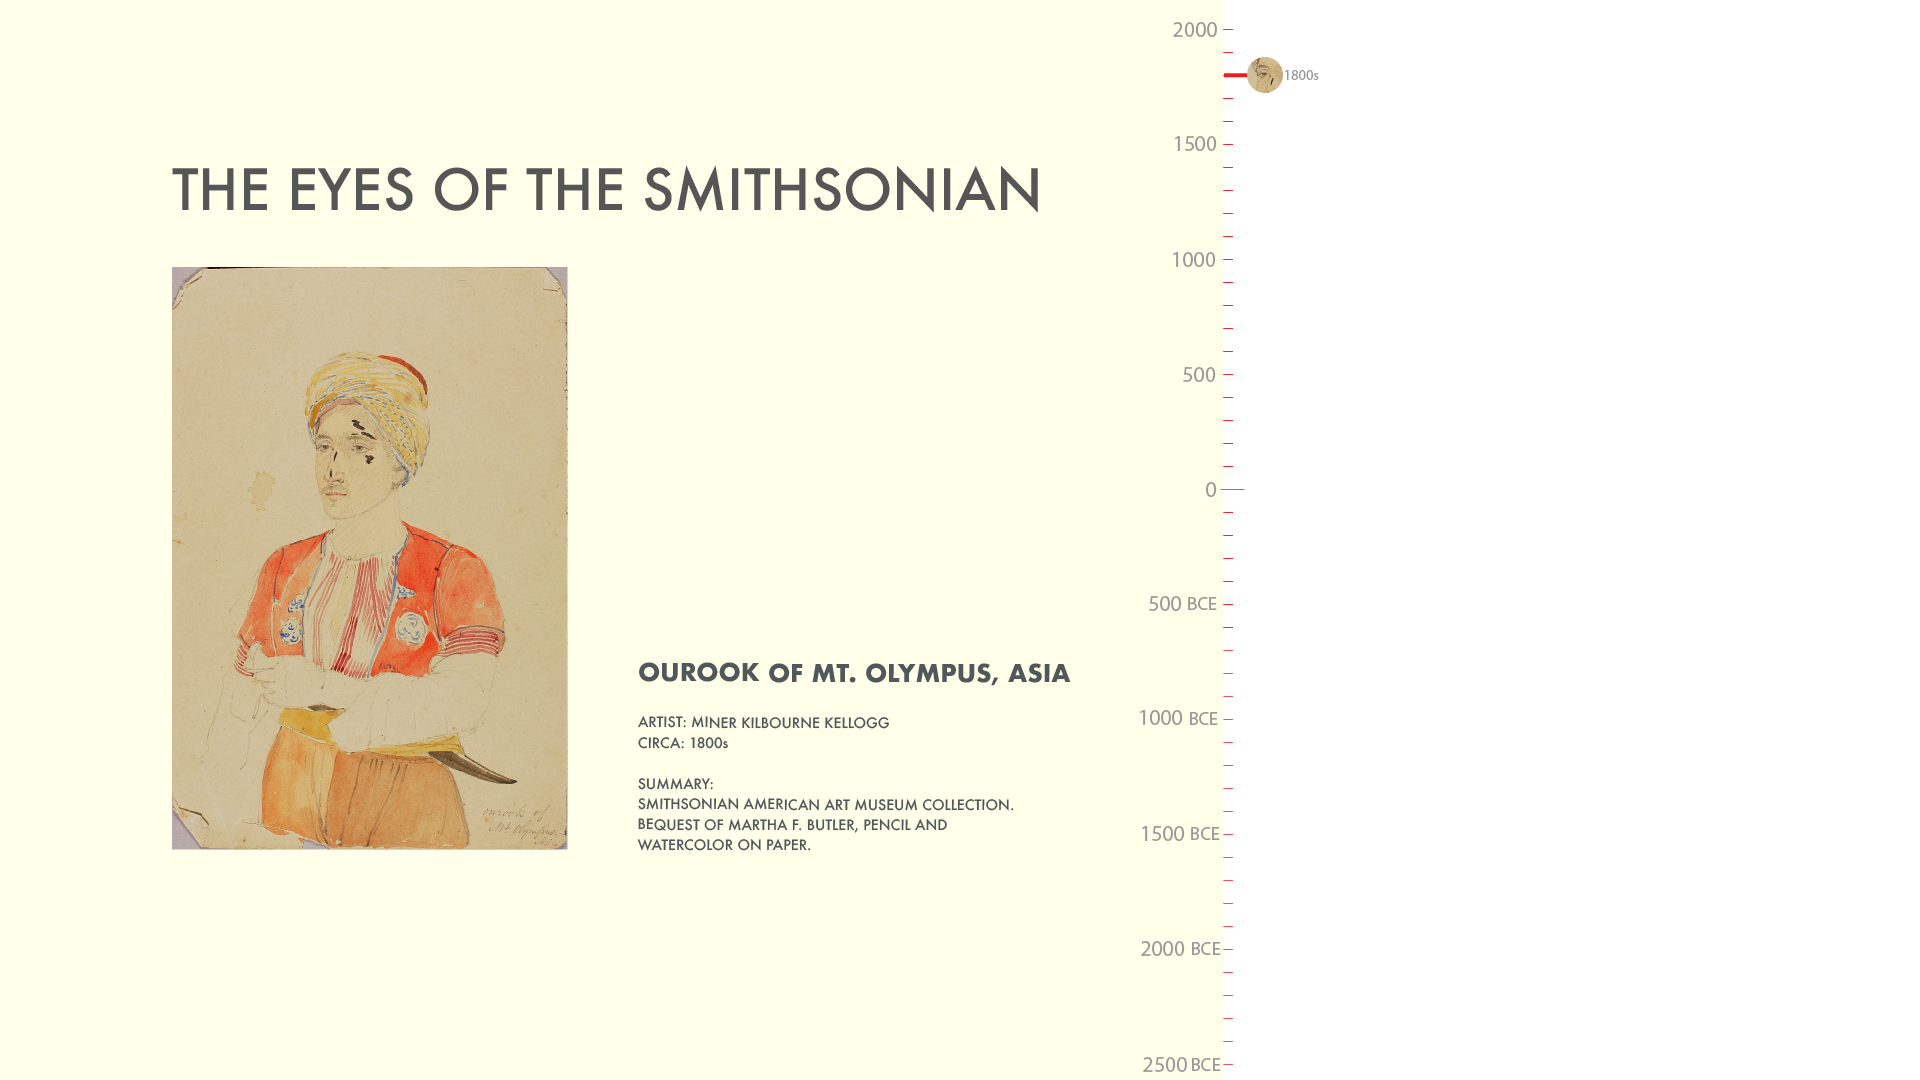 THE EYES OF THE SMITHSONIAN
ourook of
Mt. Olympus.
OUROOK OF MT. OLYMPUS, ASIA
ARTIST: MINER KILBOURNE KELLOGG
CIRCA: 1800s
SUMMARY:
SMITHSONIAN AMERICAN ART MUSEUM COLLECTION.
BEQUEST OF MARTHA F. BUTLER, PENCIL AND
WATERCOLOR ON PAPER.
2000
1800s
1500
1000
500
0
500 BCE
1000 BCE
1500 BCE
2000 BCE
2500 BCE